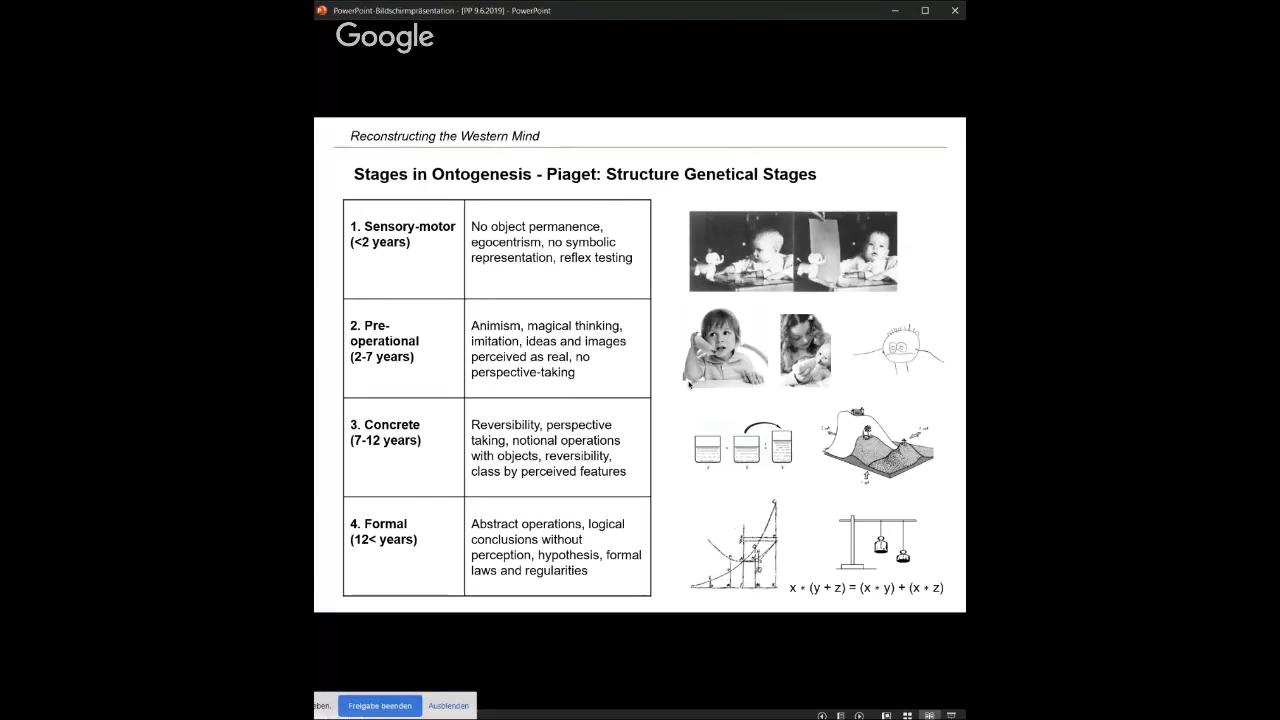 PowerPoint-Bildschirmpräsentation - [PP 9.6.2019] - PowerPoint
Google
Reconstructing the Western Mind
Stages in Ontogenesis - Piaget: Structure Genetical Stages
1. Sensory-motor
(<2 years)
No object permanence,
egocentrism, no symbolic
representation, reflex testing
2. Pre-
operational
(2-7 years)
Animism, magical thinking,
imitation, ideas and images
perceived as real, no
perspective-taking
3. Concrete
(7-12 years)
Reversibility, perspective
taking, notional operations
with objects, reversibility,
class by perceived features
4. Formal
(12< years)
Abstract operations, logical
conclusions without
perception, hypothesis, formal
laws and regularities
x * (y + z) = (x * y) + (x * z)
eben.
Freigabe beenden
Ausblenden